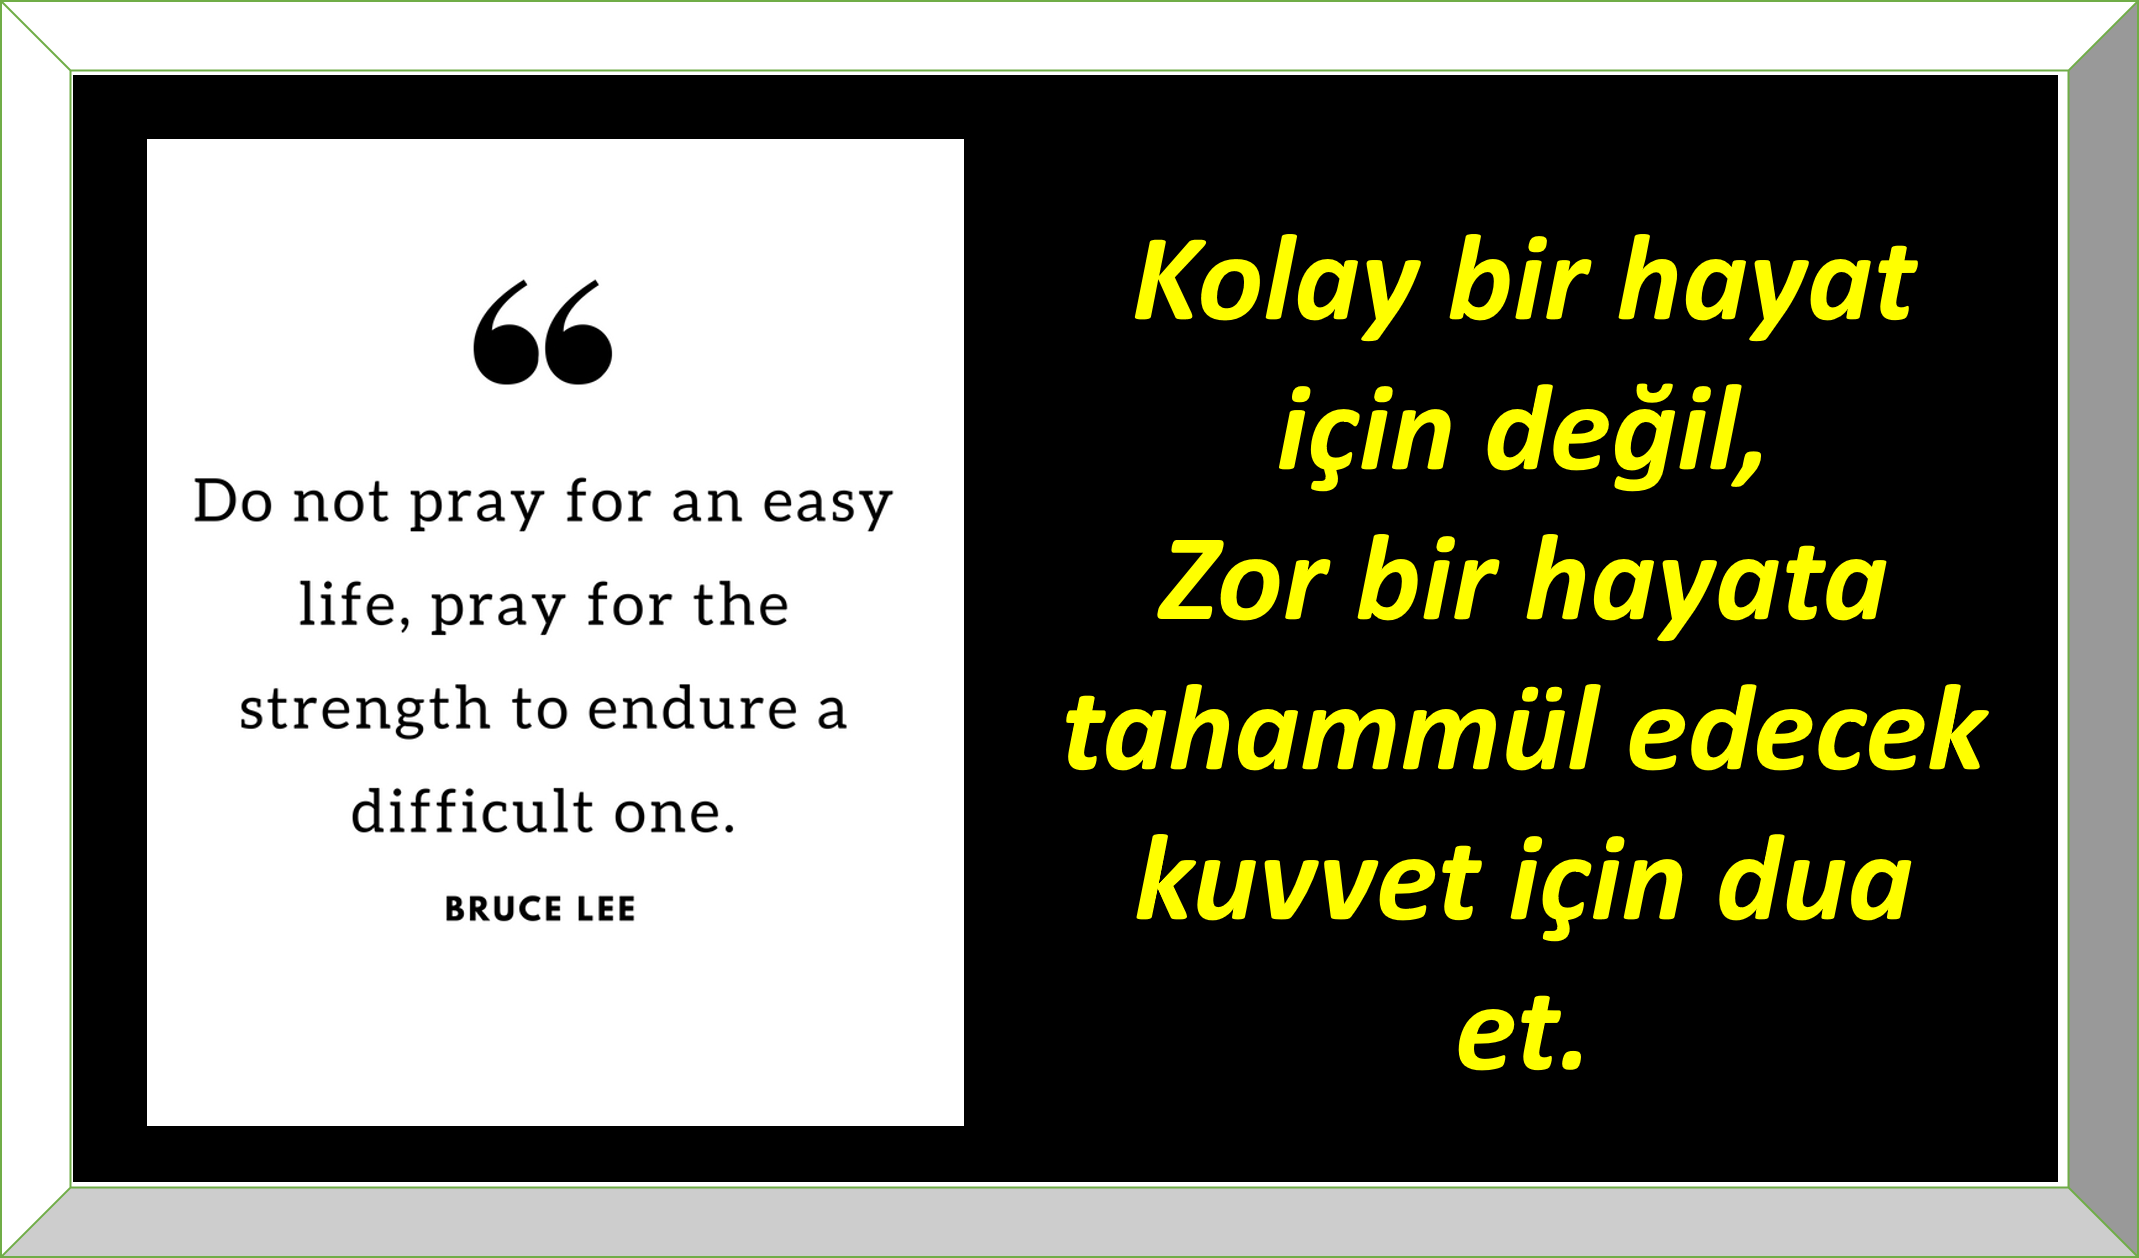 “
Do not pray for an easy
life, pray for the
strength to endure a
difficult one.
BRUCE LEE
Kolay bir hayat
için değil,
Zor bir hayata
tahammül edecek
kuvvet için dua
et.